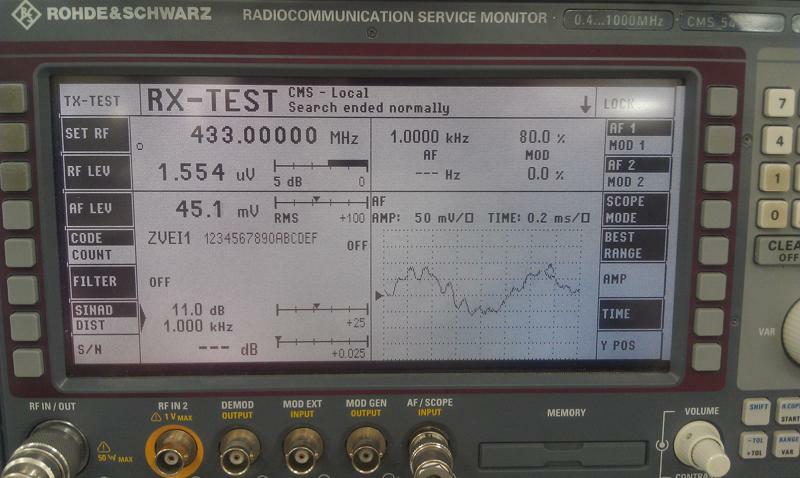 ROHDE & SCHWARZ
RADIOCOMMUNICATION SERVICE MONITOR
0.4...1000MHz
CMS 54
TX-TEST
RX-TEST
CMS - Local
Search ended normally
LOCK
SET RF
433.00000 MHz
1.0000 kHz
80.0 %
AF
MOD
--- Hz
0.0 %
AF 1
MOD 1
AF 2
MOD 2
RF LEV
1.554 uV
5 dB
0
AF LEV
45.1 mV
RMS
+100
AF
AMP: 50 mV/□ TIME: 0.2 ms/□
SCOPE
MODE
CODE
COUNT
ZVEI1 1234567890ABCDEF
OFF
BEST
RANGE
FILTER
OFF
AMP
SINAD
DIST
11.0 dB
1.000 kHz
+25
TIME
S/N
--- dB
+0.025
Y POS
7
4
1
0
CLEA
OFF
VAR
RF IN/OUT
RF IN 2
1 V MAX
DEMOD
OUTPUT
MOD EXT
INPUT
MOD GEN
OUTPUT
AF/SCOPE
INPUT
50 W MAX
MEMORY
VOLUME
CONTRA
SHIFT
H.COPY
START
-TOL
+TOL
RANGE
VAR